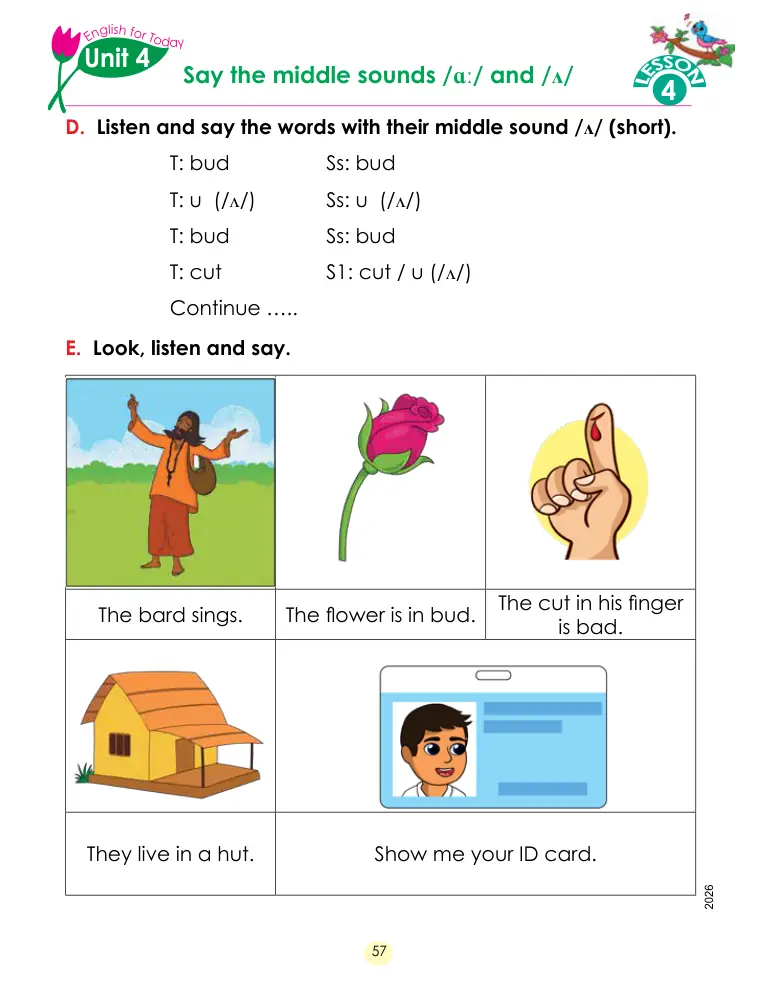 English for Today
Unit 4
Say the middle sounds /ɑː/ and /ʌ/
LESSON
4
D. Listen and say the words with their middle sound /ʌ/ (short).
T: bud Ss: bud
T: u (/ʌ/) Ss: u (/ʌ/)
T: bud Ss: bud
T: cut S1: cut / u (/ʌ/)
Continue …..
E. Look, listen and say.
The bard sings.
The flower is in bud.
The cut in his finger
is bad.
They live in a hut.
Show me your ID card.
2026
57